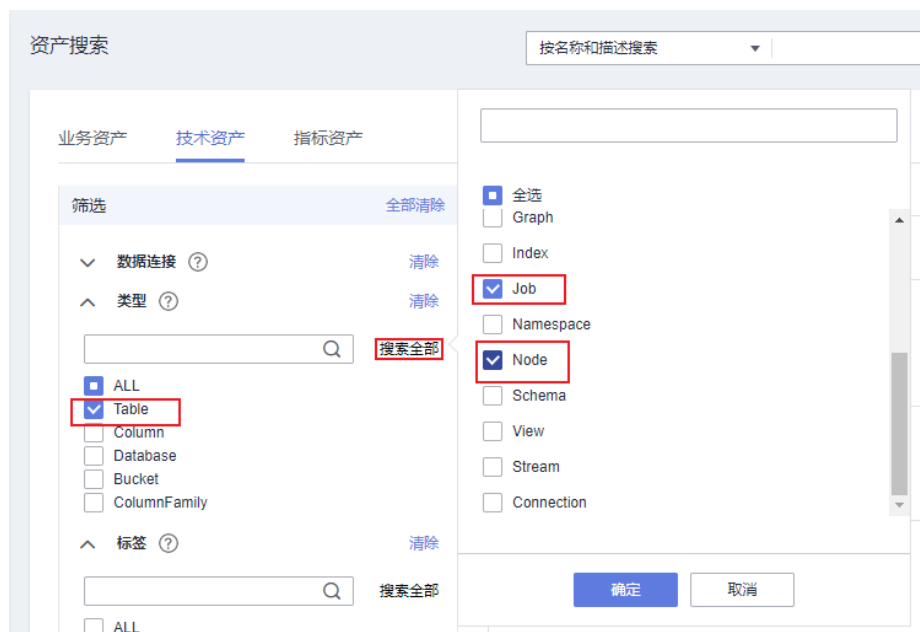 资产搜索
按名称和描述搜索
业务资产 技术资产 指标资产
筛选 全部清除
数据连接 ? 清除
类型 ? 清除
搜索全部
ALL
Table
Column
Database
Bucket
ColumnFamily
标签 ? 清除
搜索全部
ALL
全选
Graph
Index
Job
Namespace
Node
Schema
View
Stream
Connection
确定 取消